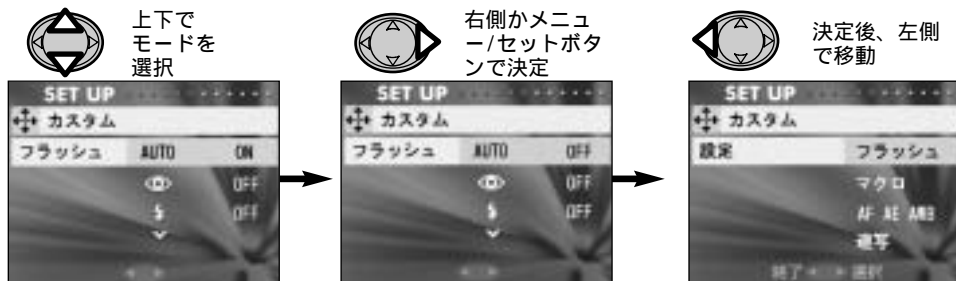 上下で
モードを
選択
右側かメニュ
ー/セットボタ
ンで決定
決定後、左側
で移動
SET UP
カスタム
フラッシュ AUTO ON
OFF
OFF
SET UP
カスタム
フラッシュ AUTO OFF
OFF
OFF
SET UP
カスタム
設定 フラッシュ
マクロ
AF AE AWB
連写
終了 選択